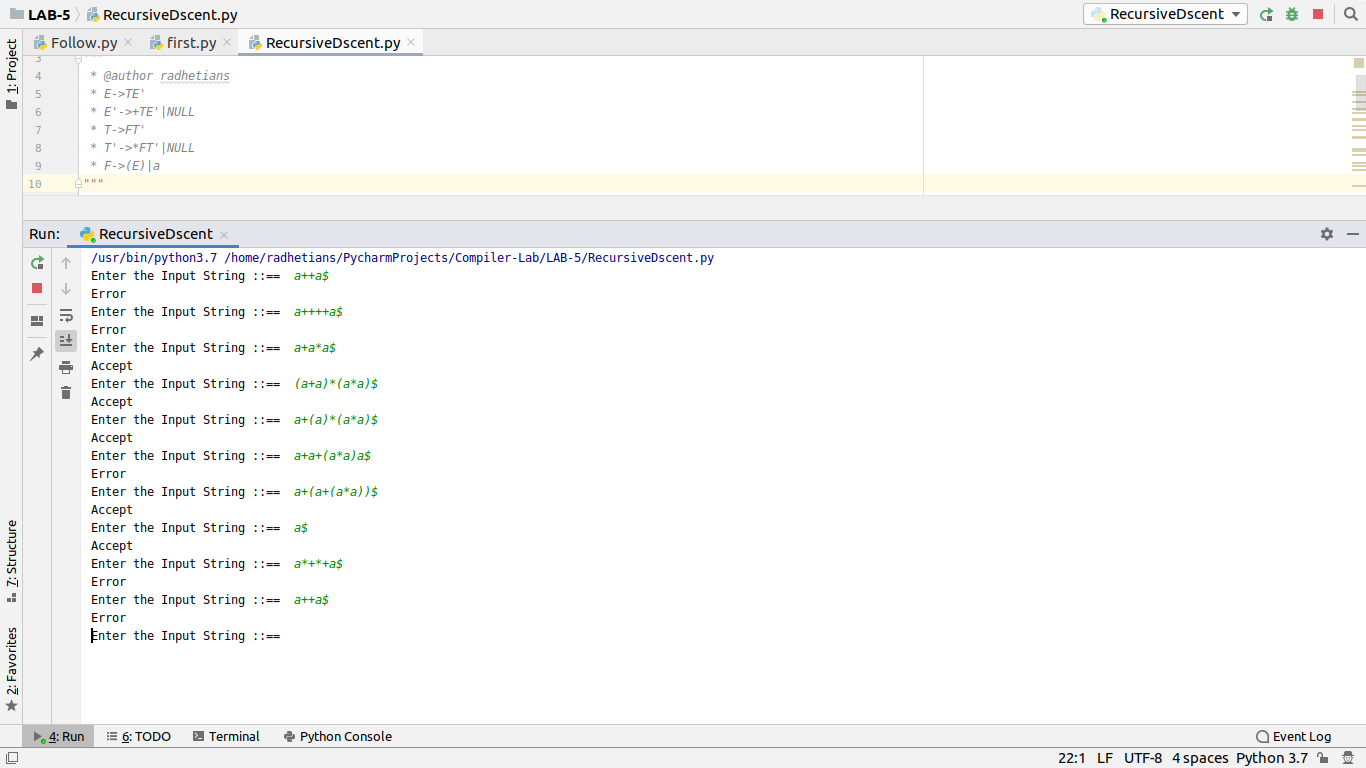 LAB-5 RecursiveDscent.py RecursiveDscent
Follow.py first.py RecursiveDscent.py
1: Project
3
4 * @author radhetians
5 * E->TE'
6 * E'->+TE'|NULL
7 * T->FT'
8 * T'->*FT'|NULL
9 * F->(E)|a
10 """
Run: RecursiveDscent
/usr/bin/python3.7 /home/radhetians/PycharmProjects/Compiler-Lab/LAB-5/RecursiveDscent.py
Enter the Input String ::== a++a$
Error
Enter the Input String ::== a++++a$
Error
Enter the Input String ::== a+a*a$
Accept
Enter the Input String ::== (a+a)*(a*a)$
Accept
Enter the Input String ::== a+(a)*(a*a)$
Accept
Enter the Input String ::== a+a+(a*a)a$
Error
Enter the Input String ::== a+(a+(a*a))$
Accept
Enter the Input String ::== a$
Accept
Enter the Input String ::== a*+*+a$
Error
Enter the Input String ::== a++a$
Error
Enter the Input String ::==
7: Structure
2: Favorites
4: Run 6: TODO Terminal Python Console Event Log
22:1 LF UTF-8 4 spaces Python 3.7